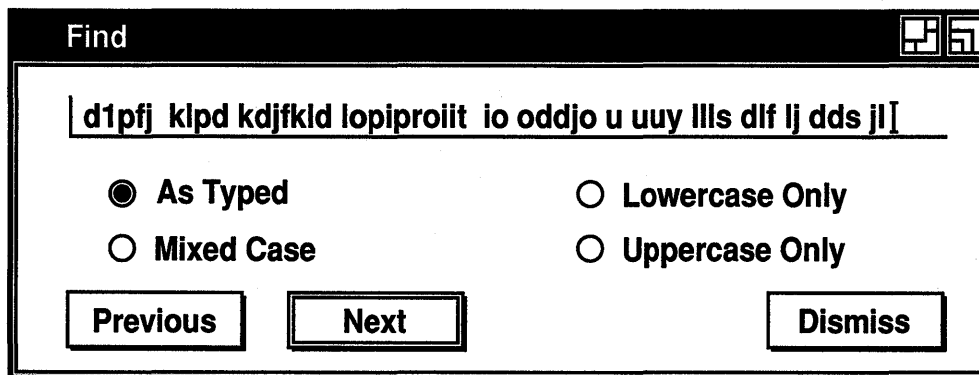 Find
d1pfj klpd kdjfkld lopiproiit io oddjo u uuy llls dlf lj dds jl
As Typed Lowercase Only
Mixed Case Uppercase Only
Previous Next Dismiss